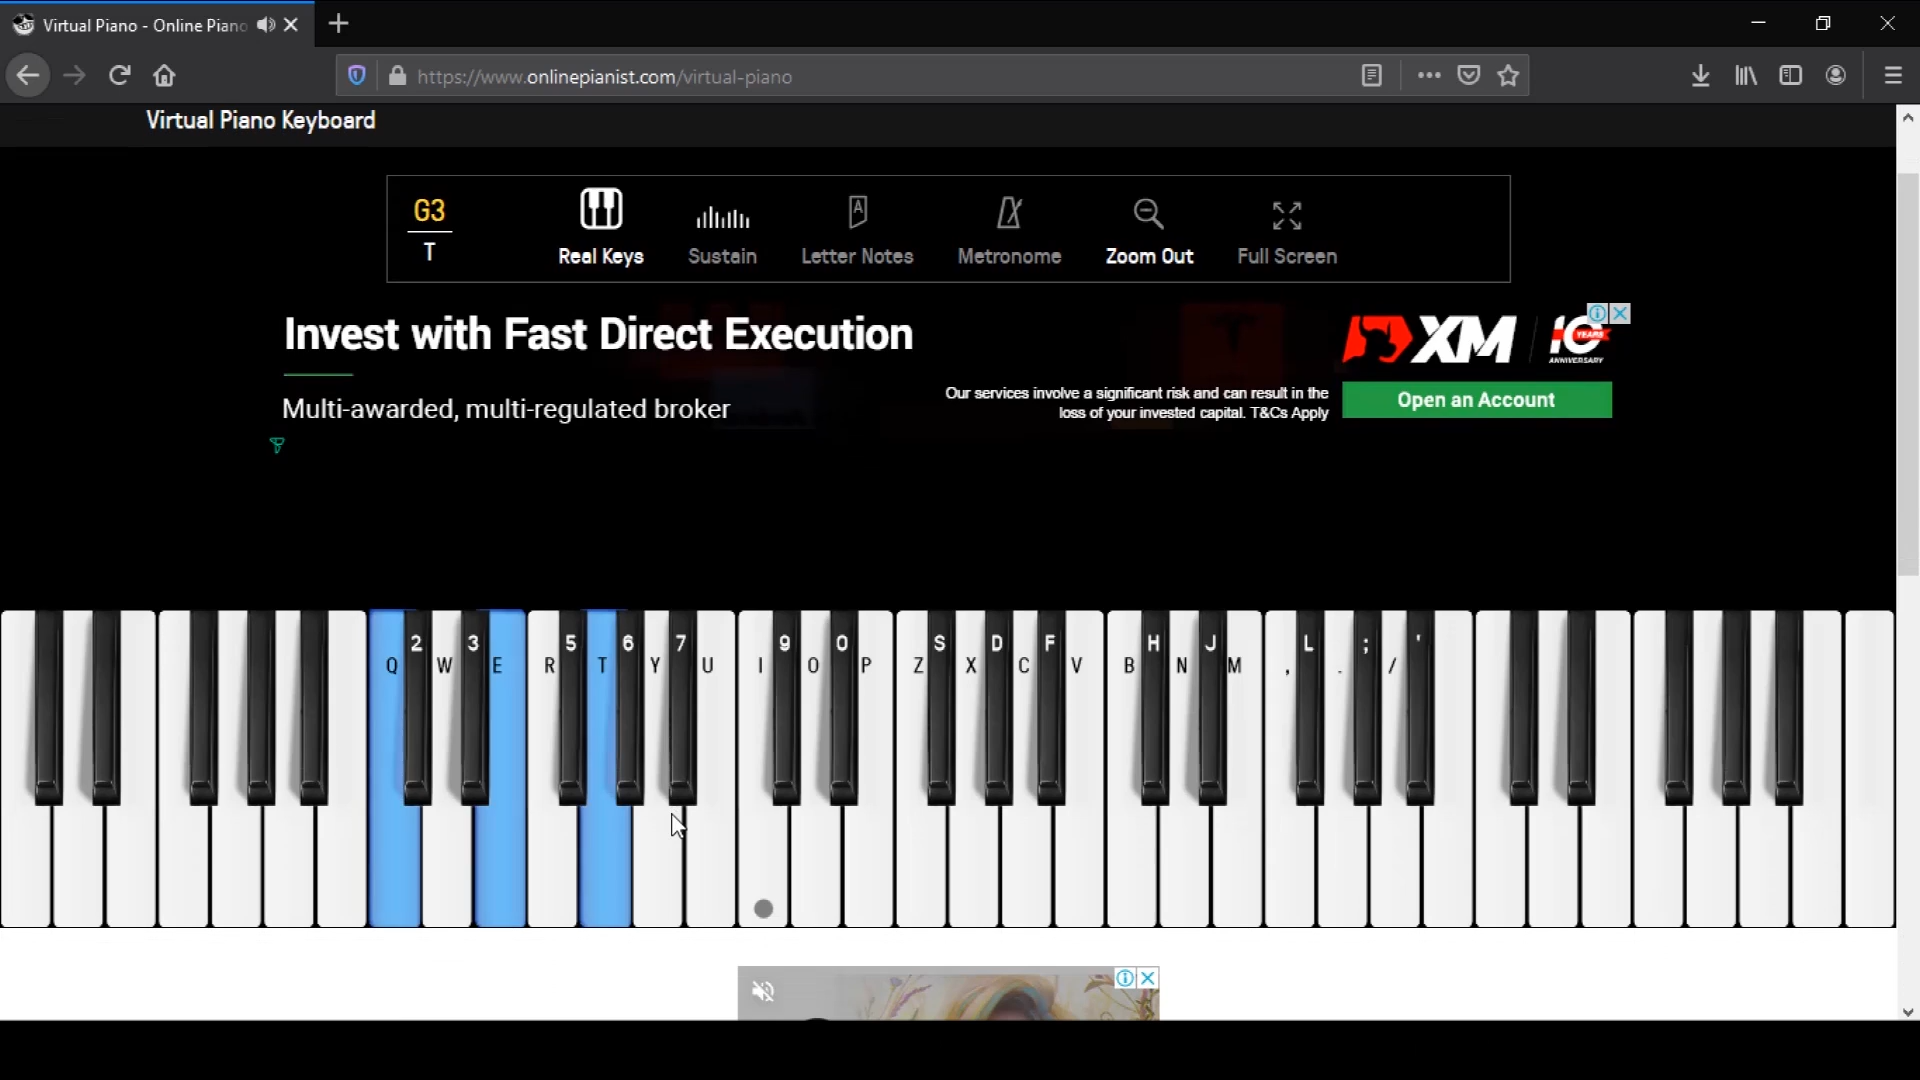 Virtual Piano - Online Piano
https://www.onlinepianist.com/virtual-piano
Virtual Piano Keyboard
G3
T
Real Keys
Sustain
A
Letter Notes
Metronome
Zoom Out
Full Screen
Invest with Fast Direct Execution
Multi-awarded, multi-regulated broker
Our services involve a significant risk and can result in the
loss of your invested capital. T&Cs Apply
XM
10
YEARS
ANNIVERSARY
Open an Account
2 3 5 6 7 9 0 S D F H J L ; '
Q W E R T Y U I O P Z X C V B N M , . /